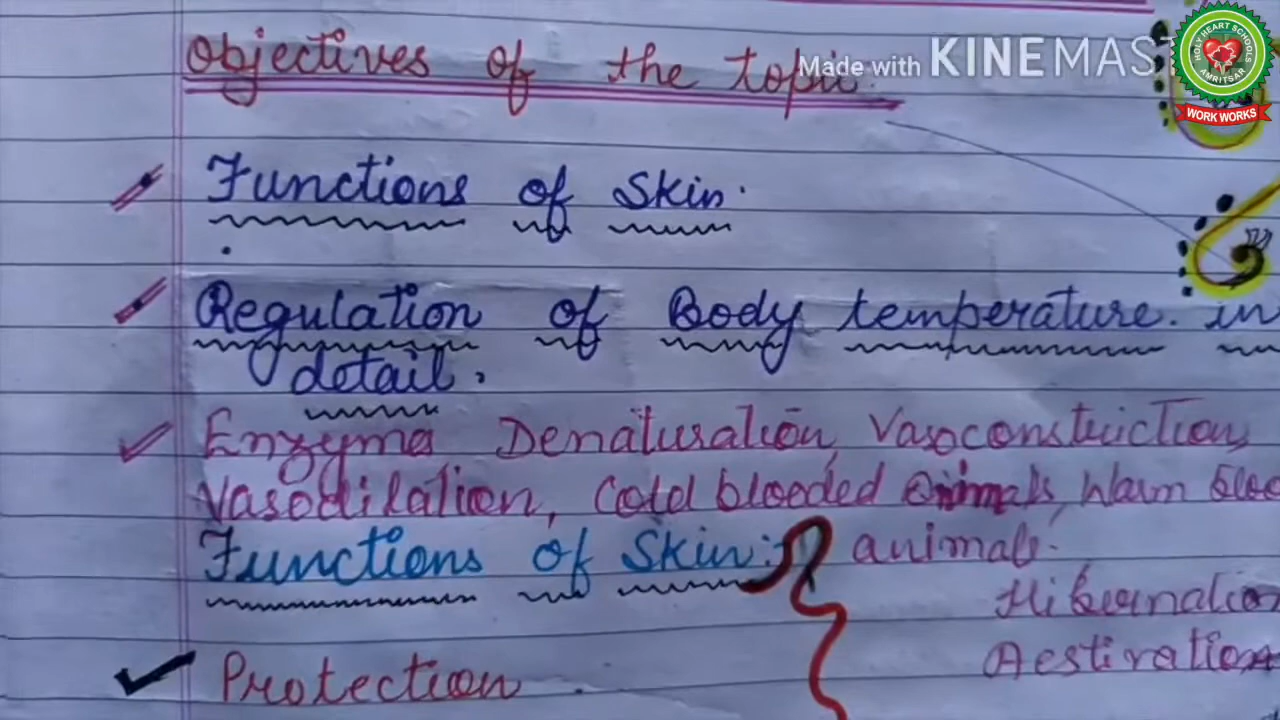 Objectives of the topic.
Made with KINEMAST
HOLY HEART SCHOOLS
AMRITSAR
WORK WORKS
Functions of Skin.
Regulation of Body temperature. in
detail.
Enzyme Denaturation, Vasoconstriction,
Vasodilation, Cold blooded animals, Warm bloo
animals.
Functions of Skin:-
Hibernation
Aestivation
Protection